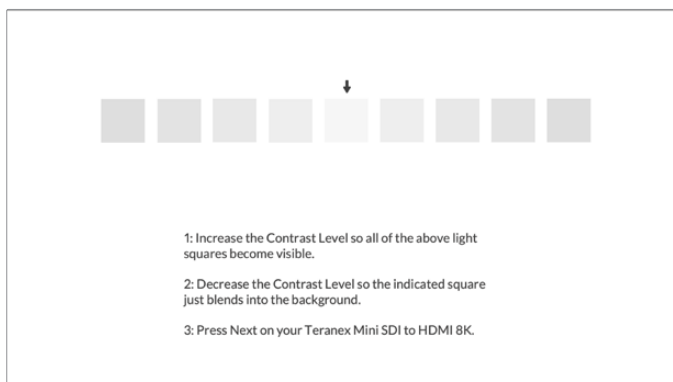 1: Increase the Contrast Level so all of the above light
squares become visible.
2: Decrease the Contrast Level so the indicated square
just blends into the background.
3: Press Next on your Teranex Mini SDI to HDMI 8K.